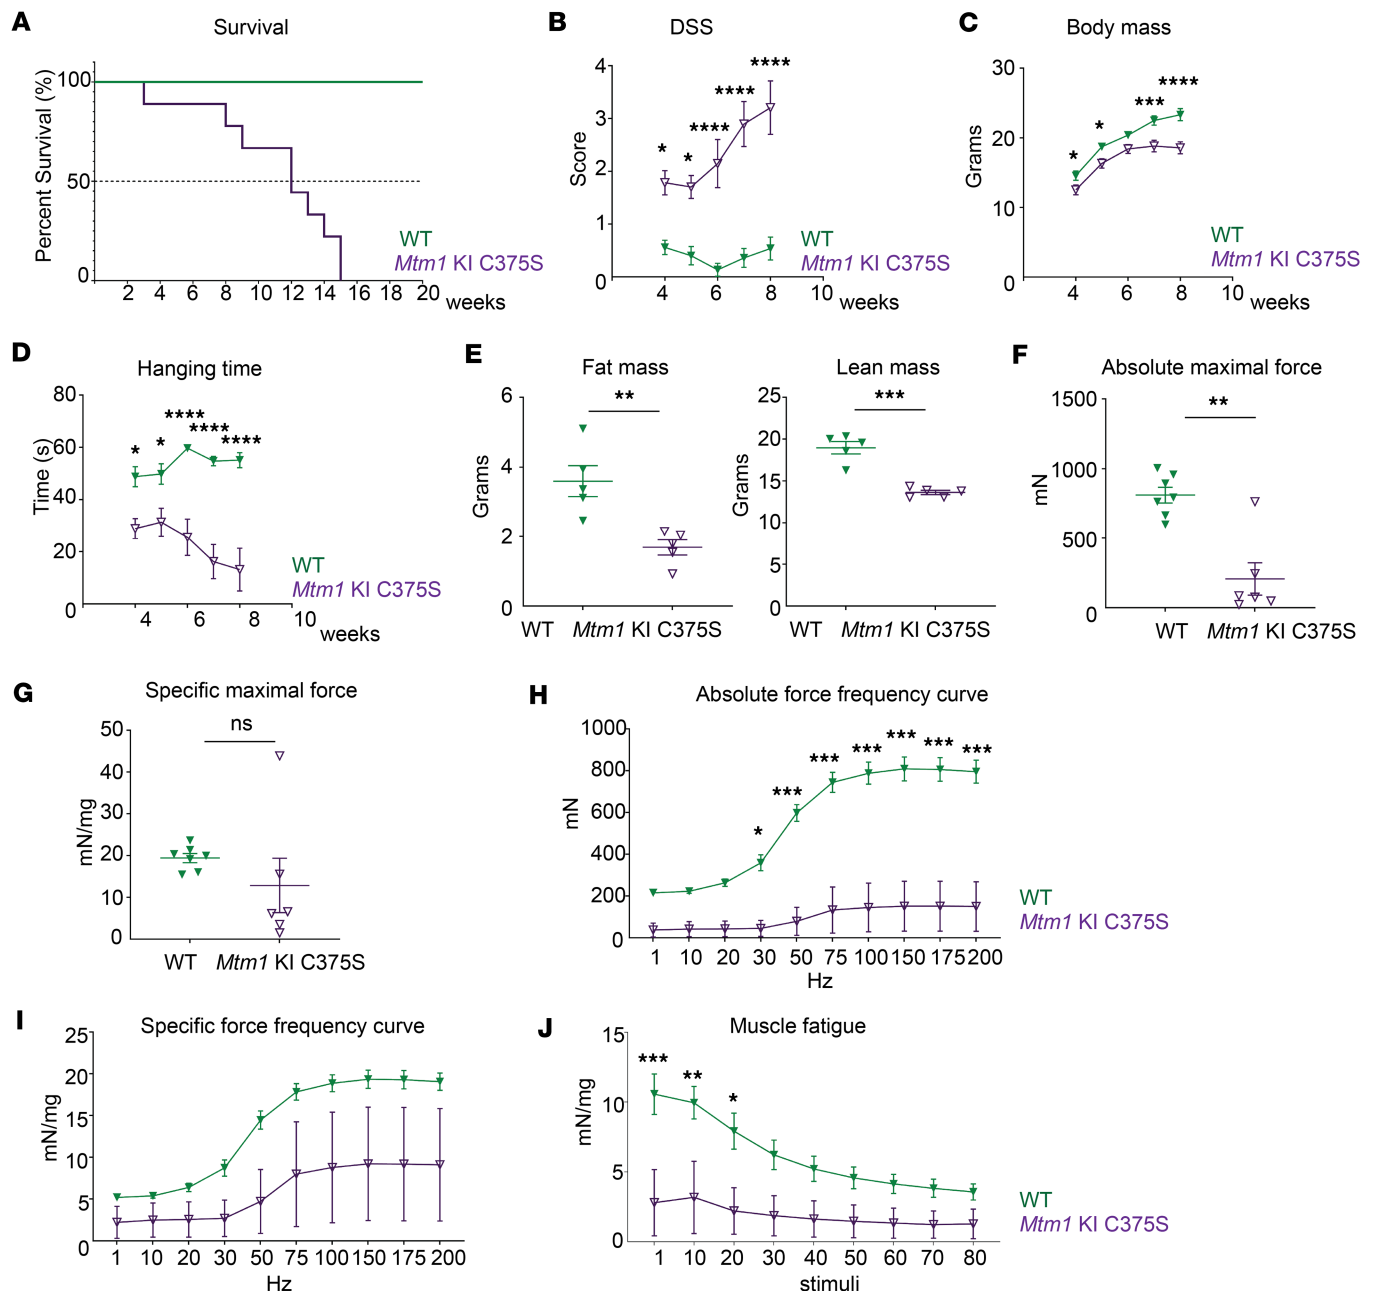 A
Survival
Percent Survival (%)
100
50
0
2 4 6 8 10 12 14 16 18 20
weeks
WT
Mtm1 KI C375S
B
DSS
Score
4
3
2
1
0
* * **** **** ****
4 6 8 10
weeks
WT
Mtm1 KI C375S
C
Body mass
Grams
30
20
10
0
* * *** ****
4 6 8 10
weeks
WT
Mtm1 KI C375S
D
Hanging time
Time (s)
80
60
40
20
0
* * **** **** ****
4 6 8 10
weeks
WT
Mtm1 KI C375S
E
Fat mass
Grams
6
4
2
0
**
WT Mtm1 KI C375S
Lean mass
Grams
25
20
15
10
5
0
***
WT Mtm1 KI C375S
F
Absolute maximal force
mN
1500
1000
500
0
**
WT Mtm1 KI C375S
G
Specific maximal force
mN/mg
50
40
30
20
10
0
ns
WT Mtm1 KI C375S
H
Absolute force frequency curve
mN
1000
800
600
400
200
0
* *** *** *** *** *** ***
1 10 20 30 50 75 100 150 175 200
Hz
WT
Mtm1 KI C375S
I
Specific force frequency curve
mN/mg
25
20
15
10
5
0
1 10 20 30 50 75 100 150 175 200
Hz
J
Muscle fatigue
mN/mg
15
10
5
0
*** ** *
1 10 20 30 40 50 60 70 80
stimuli
WT
Mtm1 KI C375S